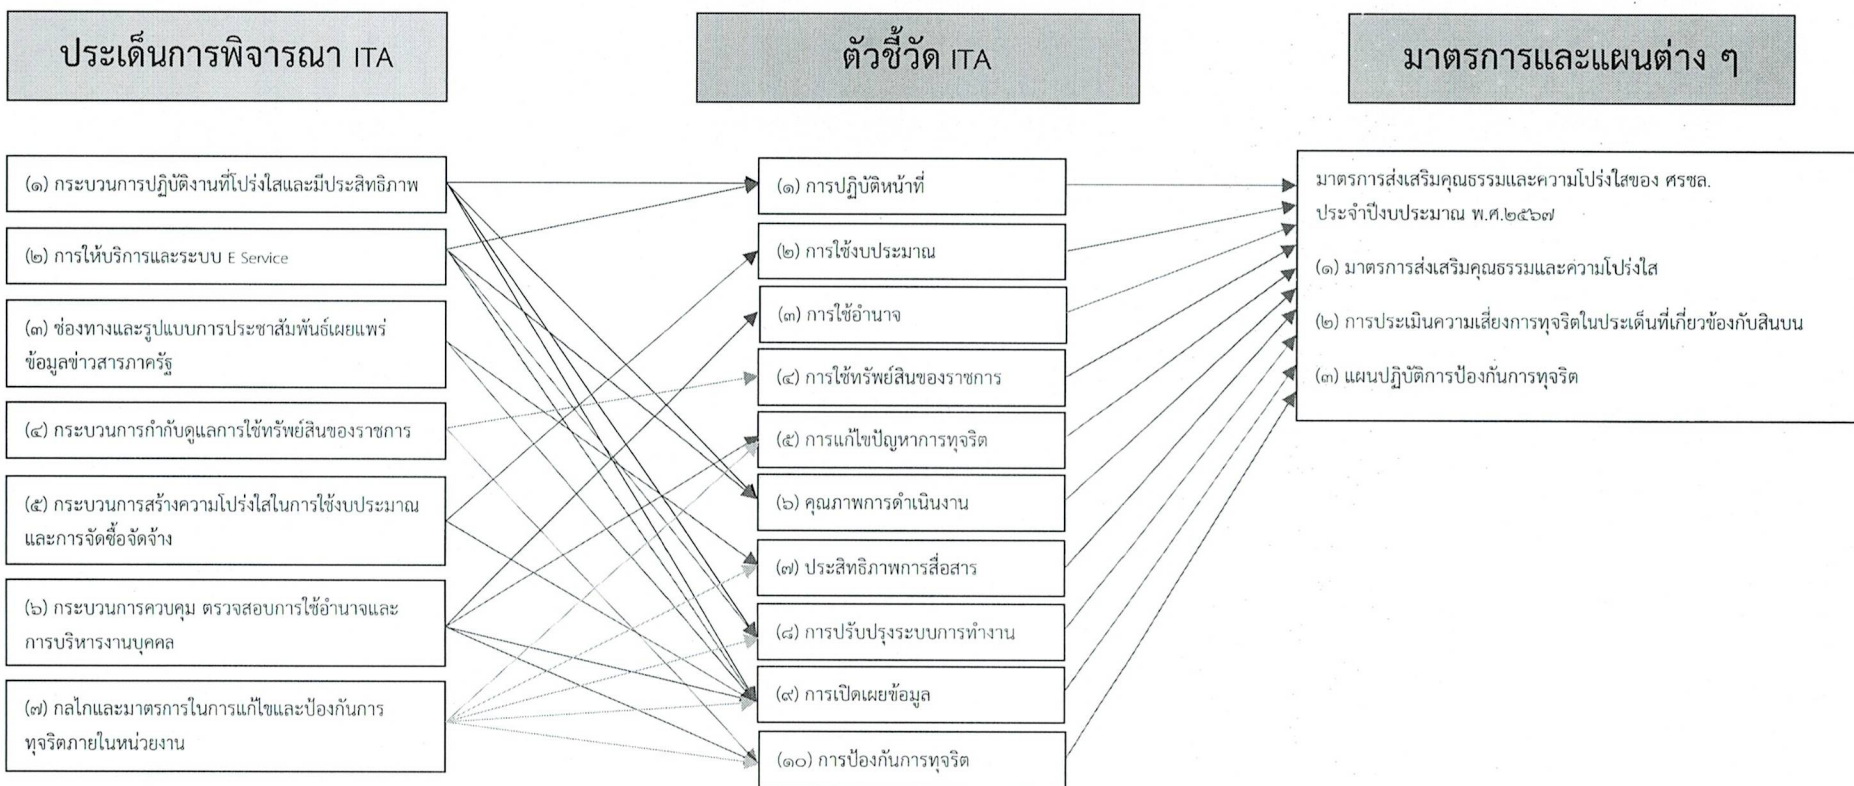 ประเด็นการพิจารณา ITA
ตัวชี้วัด ITA
มาตรการและแผนต่าง ๆ
(๑) กระบวนการปฏิบัติงานที่โปร่งใสและมีประสิทธิภาพ
(๒) การให้บริการและระบบ E Service
(๓) ช่องทางและรูปแบบการประชาสัมพันธ์เผยแพร่
ข้อมูลข่าวสารภาครัฐ
(๔) กระบวนการกำกับดูแลการใช้ทรัพย์สินของราชการ
(๕) กระบวนการสร้างความโปร่งใสในการใช้งบประมาณ
และการจัดซื้อจัดจ้าง
(๖) กระบวนการควบคุม ตรวจสอบการใช้อำนาจและ
การบริหารงานบุคคล
(๗) กลไกและมาตรการในการแก้ไขและป้องกันการ
ทุจริตภายในหน่วยงาน
(๑) การปฏิบัติหน้าที่
(๒) การใช้งบประมาณ
(๓) การใช้อำนาจ
(๔) การใช้ทรัพย์สินของราชการ
(๕) การแก้ไขปัญหาการทุจริต
(๖) คุณภาพการดำเนินงาน
(๗) ประสิทธิภาพการสื่อสาร
(๘) การปรับปรุงระบบการทำงาน
(๙) การเปิดเผยข้อมูล
(๑๐) การป้องกันการทุจริต
มาตรการส่งเสริมคุณธรรมและความโปร่งใสของ ศรชล.
ประจำปีงบประมาณ พ.ศ.๒๕๖๗
(๑) มาตรการส่งเสริมคุณธรรมและความโปร่งใส
(๒) การประเมินความเสี่ยงการทุจริตในประเด็นที่เกี่ยวข้องกับสินบน
(๓) แผนปฏิบัติการป้องกันการทุจริต